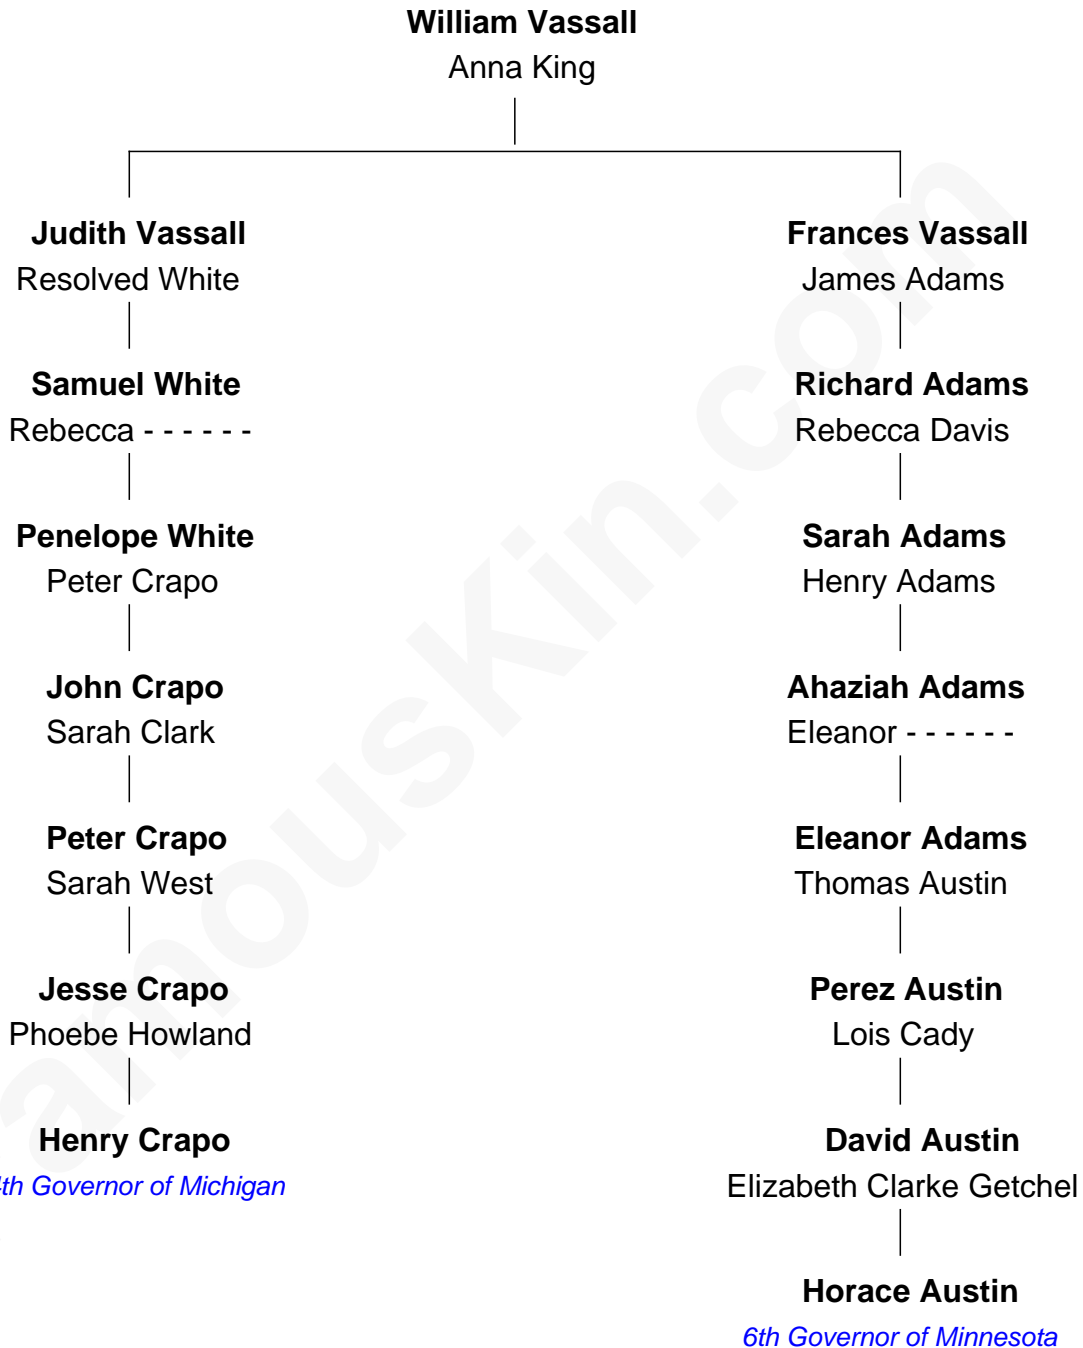 William Vassall
Anna King
Judith Vassall
Resolved White
Samuel White
Rebecca - - - - - -
Penelope White
Peter Crapo
John Crapo
Sarah Clark
Peter Crapo
Sarah West
Jesse Crapo
Phoebe Howland
Henry Crapo
4th Governor of Michigan
Frances Vassall
James Adams
Richard Adams
Rebecca Davis
Sarah Adams
Henry Adams
Ahaziah Adams
Eleanor - - - - - -
Eleanor Adams
Thomas Austin
Perez Austin
Lois Cady
David Austin
Elizabeth Clarke Getchel
Horace Austin
6th Governor of Minnesota
amousKin.com